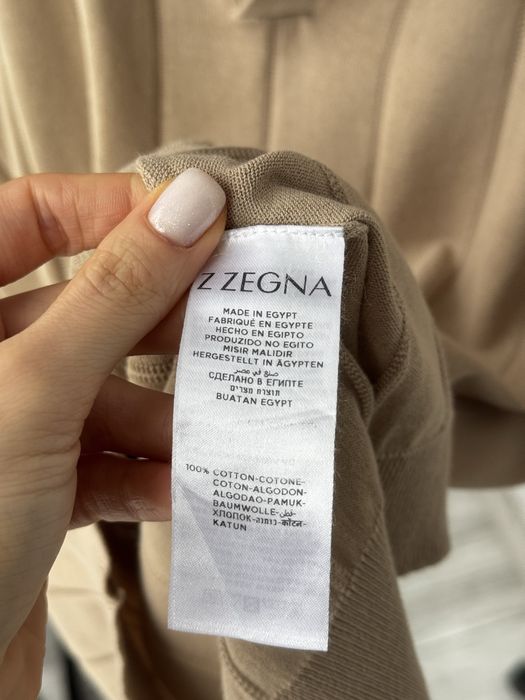 Z ZEGNA
MADE IN EGYPT
FABRIQUÉ EN EGYPTE
HECHO EN EGIPTO
PRODUZIDO NO EGITO
MISIR MALIDIR
HERGESTELLT IN ÄGYPTEN
صنع في مصر
СДЕЛАНО В ЕГИПТЕ
תוצרת מצרים
BUATAN EGYPT
100% COTTON-COTONE-
COTON-ALGODON-
ALGODAO-PAMUK-
BAUMWOLLE-قطن-
ХЛОПОК-כותנה-कॉटन-
KATUN